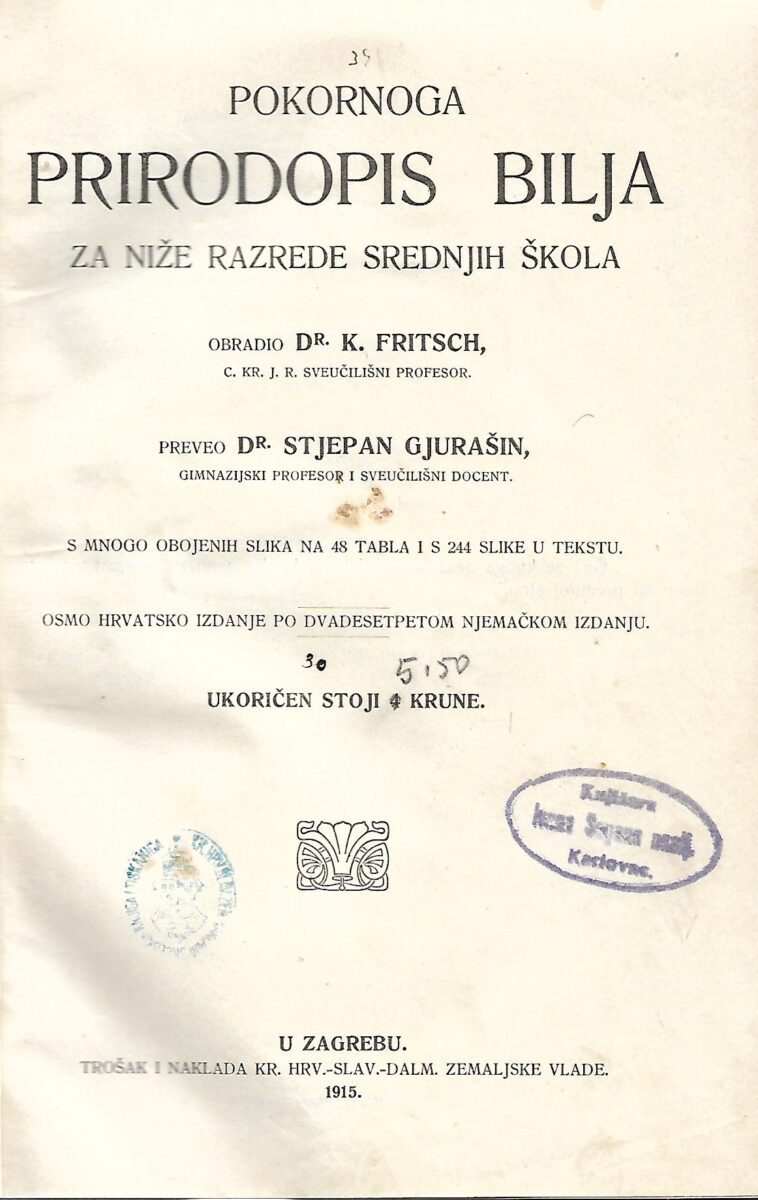 POKORNOGA
PRIRODOPIS BILJA
ZA NIŽE RAZREDE SREDNJIH ŠKOLA
OBRADIO DR. K. FRITSCH,
C. KR. J. R. SVEUČILIŠNI PROFESOR.
PREVEO DR. STJEPAN GJURAŠIN,
GIMNAZIJSKI PROFESOR I SVEUČILIŠNI DOCENT.
S MNOGO OBOJENIH SLIKA NA 48 TABLA I S 244 SLIKE U TEKSTU.
OSMO HRVATSKO IZDANJE PO DVADESETPETOM NJEMAČKOM IZDANJU.
30 5·50
UKORIČEN STOJI 4 KRUNE.
Knjižara
Karlovac.
U ZAGREBU.
TROŠAK I NAKLADA KR. HRV.-SLAV.-DALM. ZEMALJSKE VLADE.
1915.